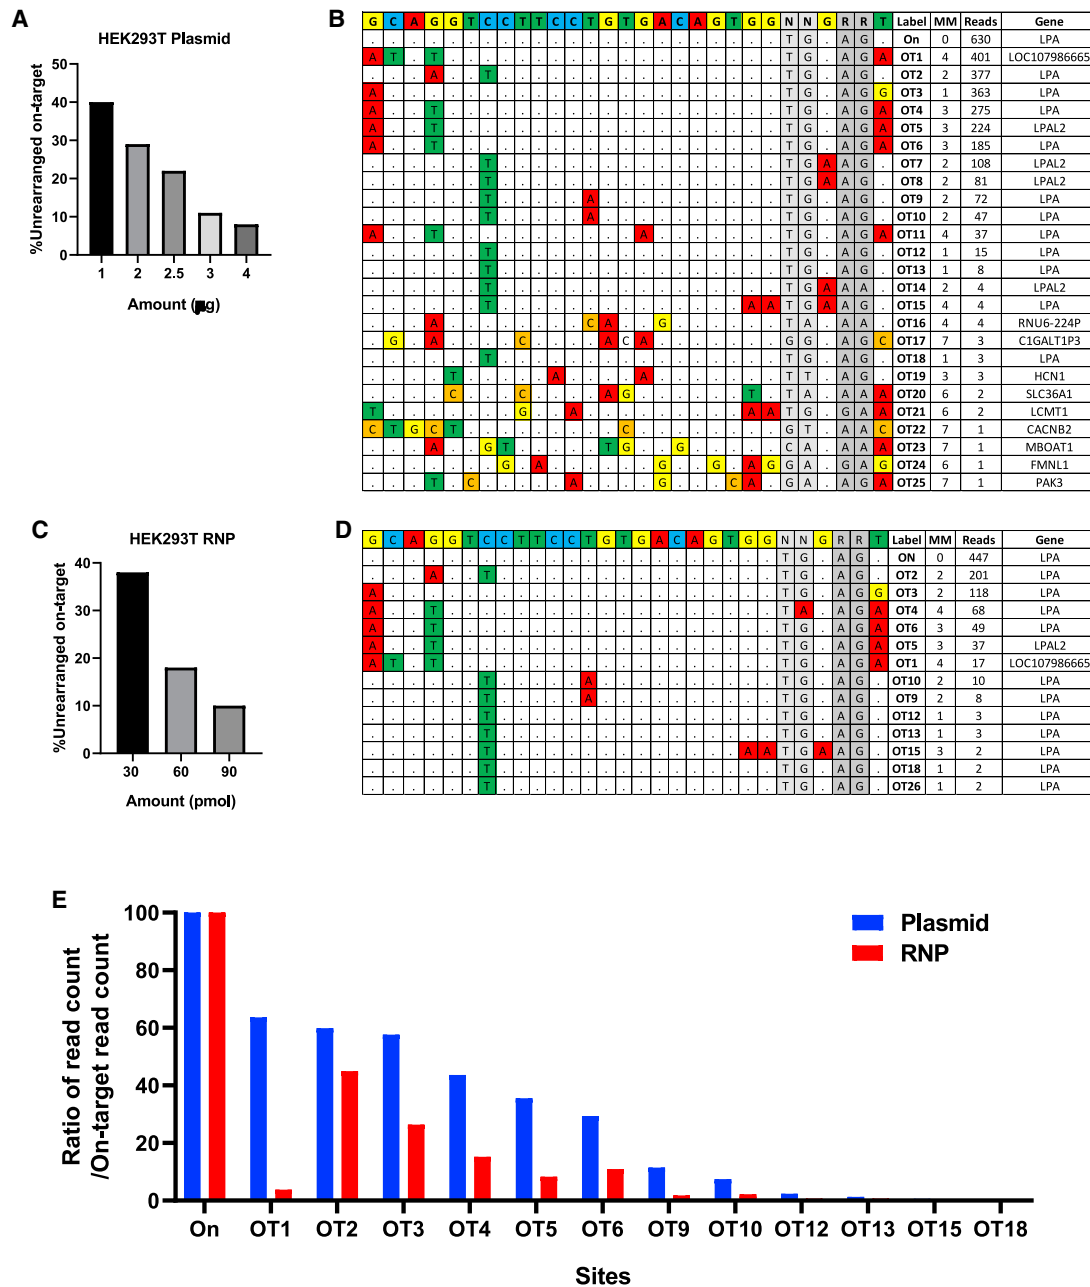 A
HEK293T Plasmid
%Unrearranged on-target
50
40
30
20
10
0
1 2 2.5 3 4
Amount (μg)
B
G C A G G T C C T T C C T G T G A C A G T G G N N G R R T Label MM Reads Gene
. . . . . . . . . . . . . . . . . . . . . . . T G . A G . On 0 630 LPA
A T . T . . . . . . . . . . . . . . . . . . . T G . A G A OT1 4 401 LOC107986665
. . . A . . T . . . . . . . . . . . . . . . . T G . A G . OT2 2 377 LPA
A . . . . . . . . . . . . . . . . . . . . . . T G . A G G OT3 1 363 LPA
A . . T . . . . . . . . . . . . . . . . . . . T G . A G A OT4 3 275 LPA
A . . T . . . . . . . . . . . . . . . . . . . T G . A G A OT5 3 224 LPAL2
A . . T . . . . . . . . . . . . . . . . . . . T G . A G A OT6 3 185 LPA
. . . . . . T . . . . . . . . . . . . . . . . T G A A G . OT7 2 108 LPAL2
. . . . . . T . . . . . . . . . . . . . . . . T G A A G . OT8 2 81 LPAL2
. . . . . . T . . . . . A . . . . . . . . . . T G . A G . OT9 2 72 LPA
. . . . . . T . . . . . A . . . . . . . . . . T G . A G . OT10 2 47 LPA
A . . T . . . . . . . . . . . A . . . . . . . T G . A G A OT11 4 37 LPA
. . . . . . T . . . . . . . . . . . . . . . . T G . A G . OT12 1 15 LPA
. . . . . . T . . . . . . . . . . . . . . . . T G . A G . OT13 1 8 LPA
. . . . . . T . . . . . . . . . . . . . . . . T G A A G . OT14 2 4 LPAL2
. . . . . . T . . . . . . . . . . . . . . A A T G A A G . OT15 4 4 LPA
. . . A . . . . . . . . C A . . G . . . . . . T A . A A . OT16 4 4 RNU6-224P
. G . A . . . . C . . . . A C A . . . . . . . T G . A G C OT17 7 3 C1GALT1P3
. . . . . . T . . . . . . . . . . . . . . . . T G . A G . OT18 1 3 LPA
. . . . T . . . . . A . . . . A . . . . . . . T T . A G . OT19 3 3 HCN1
. . . . C . . . C . . . . A G . . . . . . T . T A . A A A OT20 6 2 SLC36A1
T . . . . . . . G . . A . . . . . . . . . A A T G . G A A OT21 6 2 LCMT1
C T G C T . . . . . . . . . C . . . . . . . . G T . A A C OT22 7 1 CACNB2
. . . A . . G T . . . . . T G . . G . . . . . C A . A A A OT23 7 1 MBOAT1
. . . . . . . G . A . . . . . . G . . G . A G G A . G A G OT24 6 1 FMNL1
. . . T . C . . . . . A . . . . G . . . C A . G A . A G A OT25 7 1 PAK3
C
HEK293T RNP
%Unrearranged on-target
40
30
20
10
0
30 60 90
Amount (pmol)
D
G C A G G T C C T T C C T G T G A C A G T G G N N G R R T Label MM Reads Gene
. . . . . . . . . . . . . . . . . . . . . . . T G . A G . ON 0 447 LPA
. . . A . . T . . . . . . . . . . . . . . . . T G . A G . OT2 2 201 LPA
A . . . . . . . . . . . . . . . . . . . . . . T G . A G G OT3 2 118 LPA
A . . T . . . . . . . . . . . . . . . . . . . T A . A G A OT4 4 68 LPA
A . . T . . . . . . . . . . . . . . . . . . . T G . A G A OT6 3 49 LPA
A . . T . . . . . . . . . . . . . . . . . . . T G . A G A OT5 3 37 LPAL2
A T . T . . . . . . . . . . . . . . . . . . . T G . A G A OT1 4 17 LOC107986665
. . . . . . T . . . . . A . . . . . . . . . . T G . A G . OT10 2 10 LPA
. . . . . . T . . . . . A . . . . . . . . . . T G . A G . OT9 2 8 LPA
. . . . . . T . . . . . . . . . . . . . . . . T G . A G . OT12 1 3 LPA
. . . . . . T . . . . . . . . . . . . . . . . T G . A G . OT13 1 3 LPA
. . . . . . T . . . . . . . . . . . . . . A A T G A A G . OT15 3 2 LPA
. . . . . . T . . . . . . . . . . . . . . . . T G . A G . OT18 1 2 LPA
. . . . . . T . . . . . . . . . . . . . . . . T G . A G . OT26 1 2 LPA
E
Ratio of read count
/On-target read count
100
80
60
40
20
0
Plasmid
RNP
On OT1 OT2 OT3 OT4 OT5 OT6 OT9 OT10 OT12 OT13 OT15 OT18
Sites